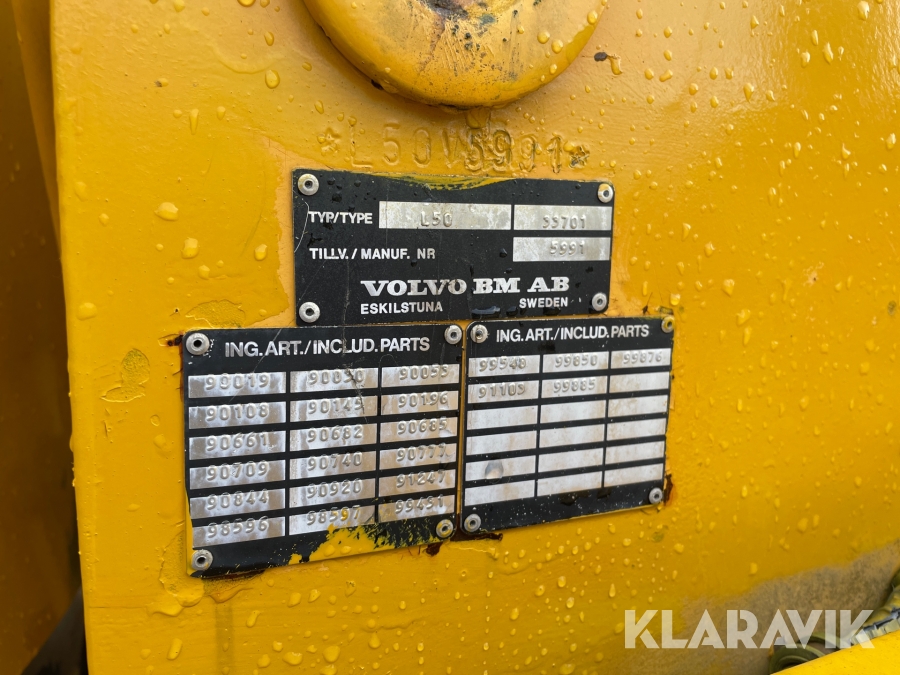 *L50V5991*
TYP/TYPE L50 33701
TILLV./MANUF. NR 5991
VOLVO BM AB
ESKILSTUNA SWEDEN
ING.ART./INCLUD.PARTS
90019 90030 90053
90108 90145 90196
90661 90682 90685
90709 90740 90777
90844 90920 91247
98596 98597 99451
ING.ART./INCLUD.PARTS
99548 99850 99876
91103 99885
KLARAVIK